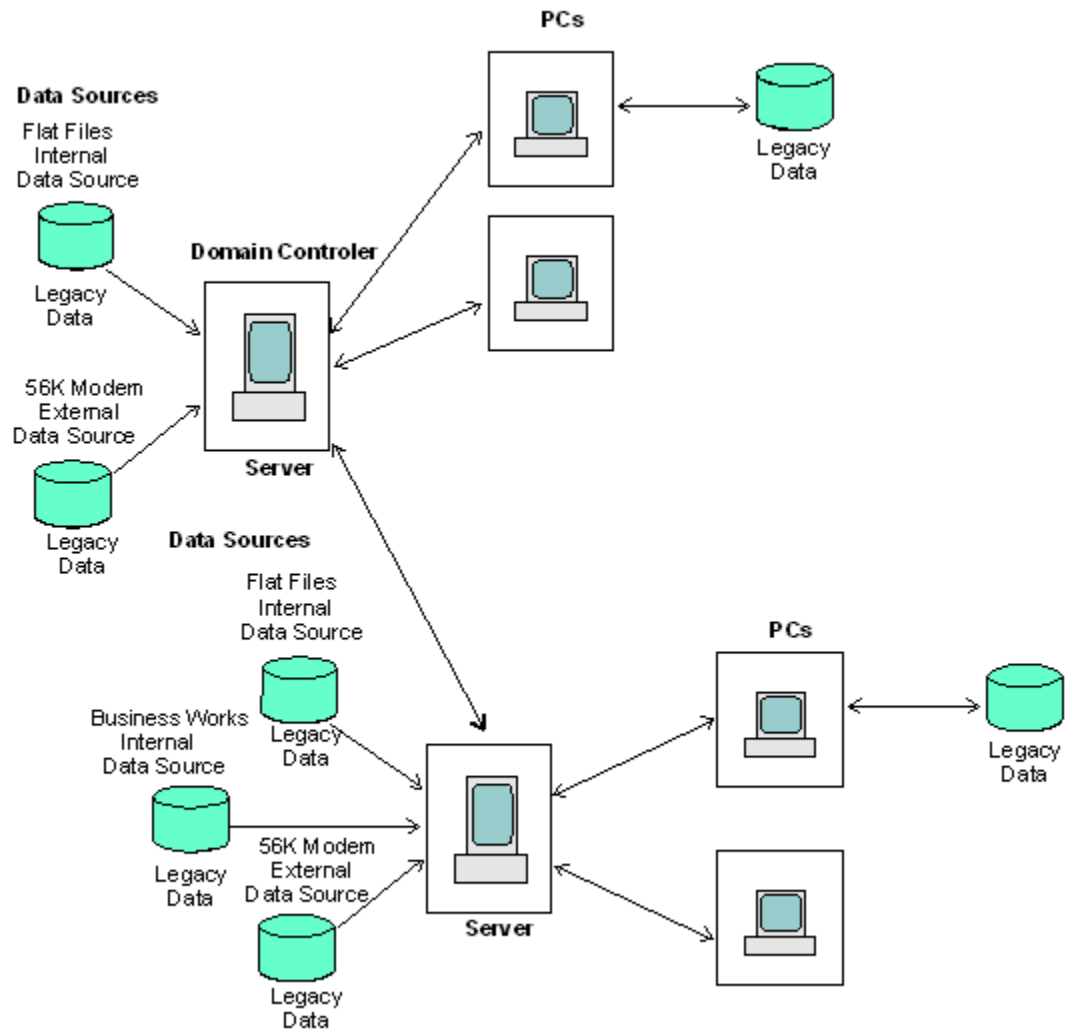 PCs
Data Sources
Flat Files
Internal
Data Source
Legacy
Data
Legacy
Data
Domain Controler
56K Modem
External
Data Source
Server
Legacy
Data
Data Sources
Flat Files
Internal
Data Source
PCs
Legacy
Data
Business Works
Internal
Data Source
Legacy
Data
56K Modem
External
Data Source
Legacy
Data
Server
Legacy
Data